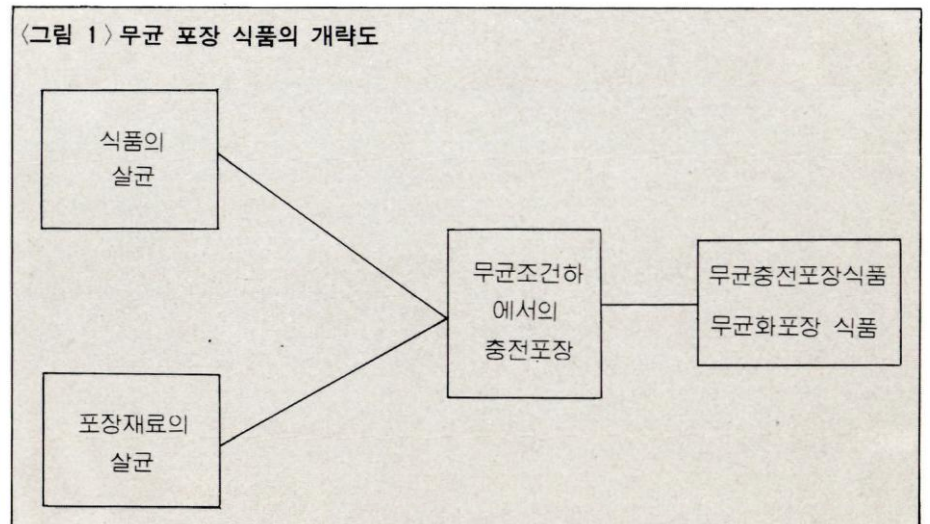 〈그림 1〉무균 포장 식품의 개략도
식품의
살균
포장재료의
살균
무균조건하
에서의
충전포장
무균충전포장식품
무균화포장 식품